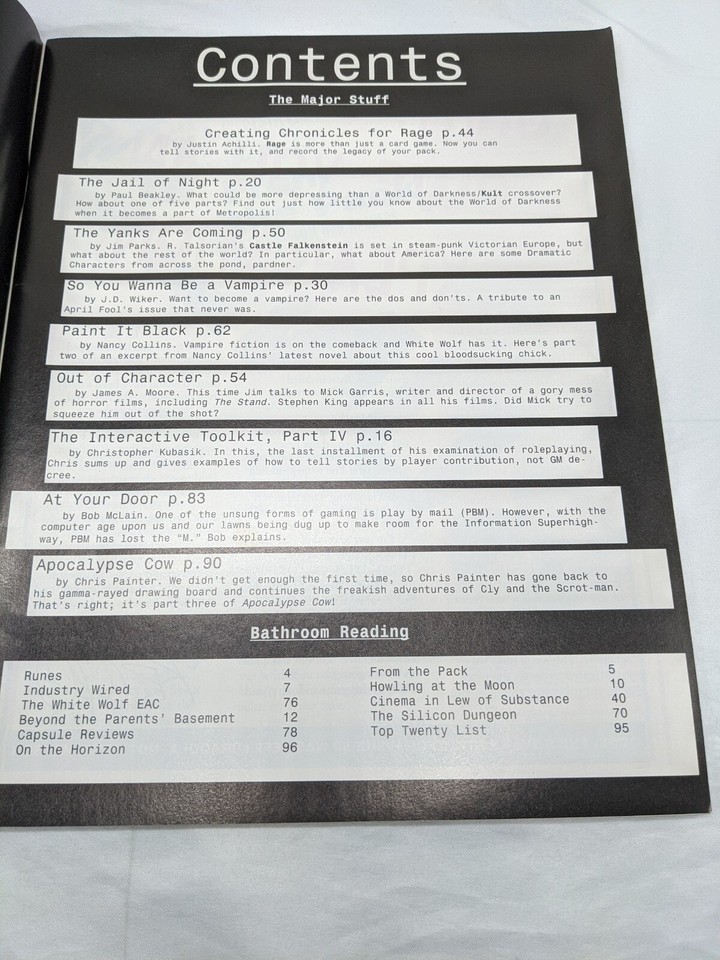 Contents
The Major Stuff
Creating Chronicles for Rage p.44
by Justin Achilli. Rage is more than just a card game. Now you can
tell stories with it, and record the legacy of your pack.
The Jail of Night p.20
by Paul Beakley. What could be more depressing than a World of Darkness/Kult crossover?
How about one of five parts? Find out just how little you know about the World of Darkness
when it becomes a part of Metropolis!
The Yanks Are Coming p.50
by Jim Parks. R. Talsorian's Castle Falkenstein is set in steam-punk Victorian Europe, but
what about the rest of the world? In particular, what about America? Here are some Dramatic
Characters from across the pond, pardner.
So You Wanna Be a Vampire p.30
by J.D. Wiker. Want to become a vampire? Here are the dos and don'ts. A tribute to an
April Fool's issue that never was.
Paint It Black p.62
by Nancy Collins. Vampire fiction is on the comeback and White Wolf has it. Here's part
two of an excerpt from Nancy Collins' latest novel about this cool bloodsucking chick.
Out of Character p.54
by James A. Moore. This time Jim talks to Mick Garris, writer and director of a gory mess
of horror films, including The Stand. Stephen King appears in all his films. Did Mick try to
squeeze him out of the shot?
The Interactive Toolkit, Part IV p.16
by Christopher Kubasik. In this, the last installment of his examination of roleplaying,
Chris sums up and gives examples of how to tell stories by player contribution, not GM de-
cree.
At Your Door p.83
by Bob McLain. One of the unsung forms of gaming is play by mail (PBM). However, with the
computer age upon us and our lawns being dug up to make room for the Information Superhigh-
way, PBM has lost the “M.” Bob explains.
Apocalypse Cow p.90
by Chris Painter. We didn't get enough the first time, so Chris Painter has gone back to
his gamma-rayed drawing board and continues the freakish adventures of Cly and the Scrot-man.
That's right; it's part three of Apocalypse Cow!
Bathroom Reading
Runes 4
Industry Wired 7
The White Wolf EAC 76
Beyond the Parents' Basement 12
Capsule Reviews 78
On the Horizon 96
From the Pack 5
Howling at the Moon 10
Cinema in Lew of Substance 40
The Silicon Dungeon 70
Top Twenty List 95